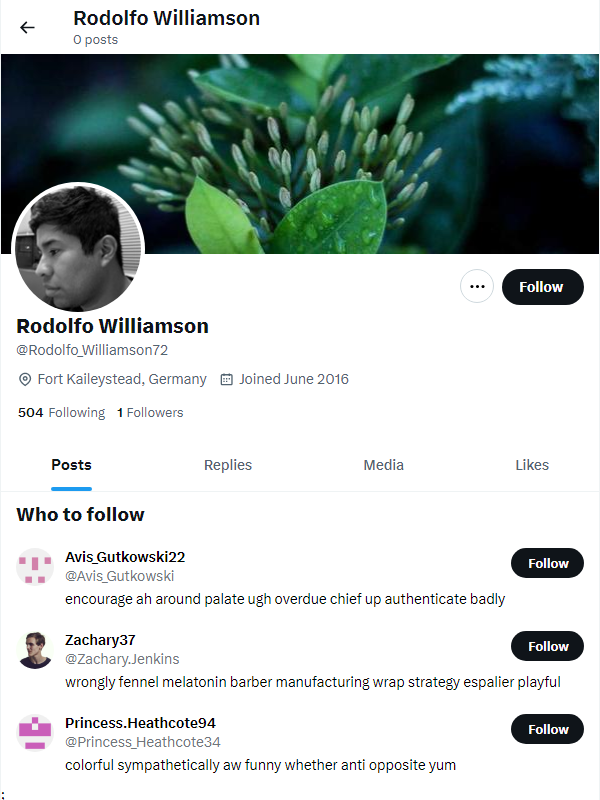 Rodolfo Williamson
0 posts
Follow
Rodolfo Williamson
@Rodolfo_Williamson72
Fort Kaileystead, Germany Joined June 2016
504 Following 1 Followers
Posts Replies Media Likes
Who to follow
Avis_Gutkowski22
@Avis_Gutkowski
Follow
encourage ah around palate ugh overdue chief up authenticate badly
Zachary37
@Zachary.Jenkins
Follow
wrongly fennel melatonin barber manufacturing wrap strategy espalier playful
Princess.Heathcote94
@Princess_Heathcote34
Follow
colorful sympathetically aw funny whether anti opposite yum
;